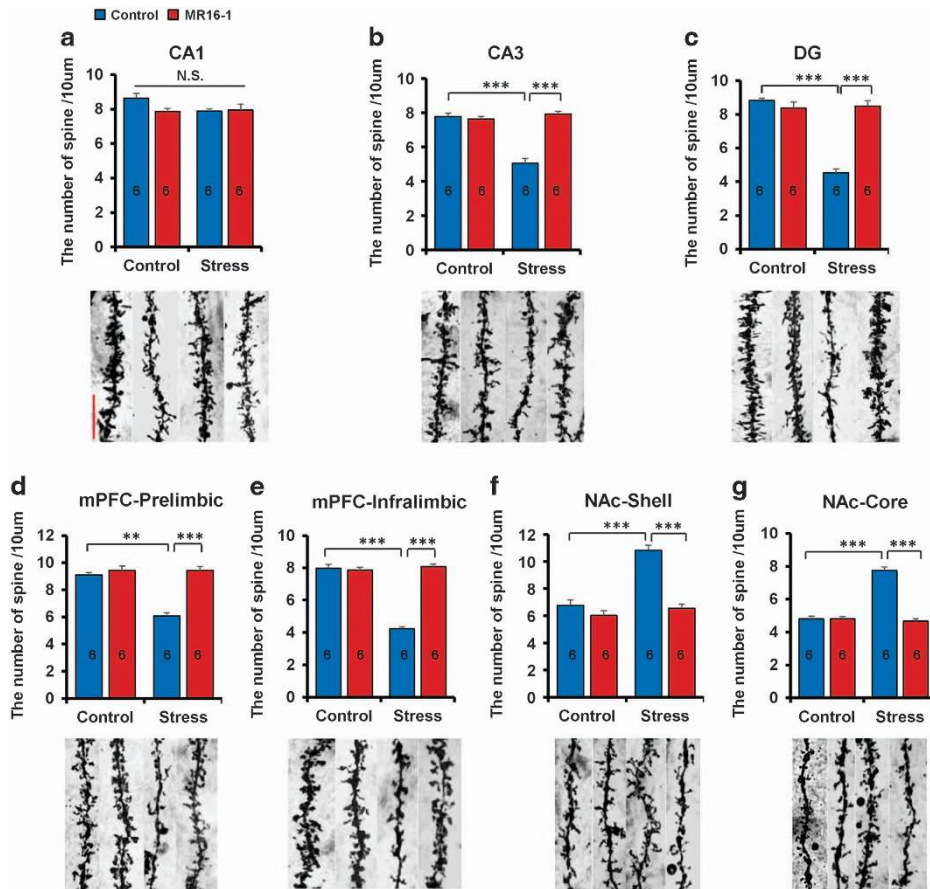 Control MR16-1
a
CA1
The number of spine /10um
10
8
6
4
2
0
N.S.
6 6 6 6
Control Stress
b
CA3
The number of spine /10um
10
8
6
4
2
0
*** ***
6 6 6 6
Control Stress
c
DG
The number of spine /10um
10
8
6
4
2
0
*** ***
6 6 6 6
Control Stress
d
mPFC-Prelimbic
The number of spine /10um
12
10
8
6
4
2
0
** ***
6 6 6 6
Control Stress
e
mPFC-Infralimbic
The number of spine /10um
10
8
6
4
2
0
*** ***
6 6 6 6
Control Stress
f
NAc-Shell
The number of spine /10um
12
10
8
6
4
2
0
*** ***
6 6 6 6
Control Stress
g
NAc-Core
The number of spine /10um
10
8
6
4
2
0
*** ***
6 6 6 6
Control Stress